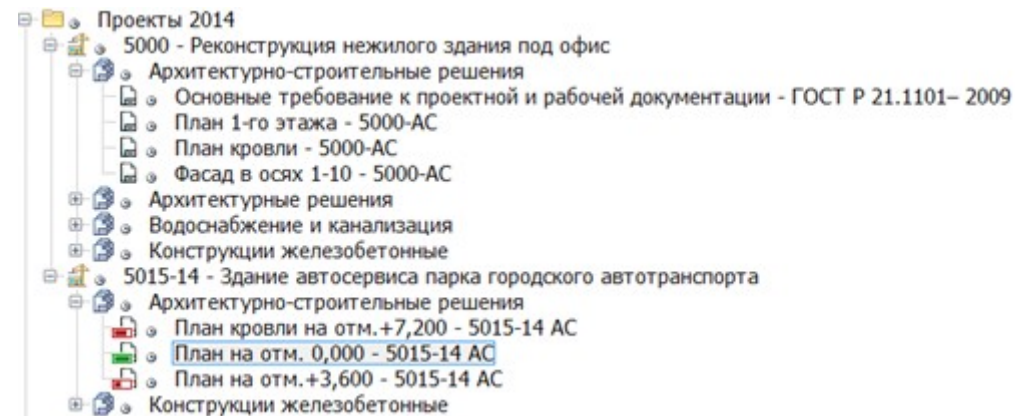 Проекты 2014
5000 - Реконструкция нежилого здания под офис
Архитектурно-строительные решения
Основные требование к проектной и рабочей документации - ГОСТ Р 21.1101– 2009
План 1-го этажа - 5000-АС
План кровли - 5000-АС
Фасад в осях 1-10 - 5000-АС
Архитектурные решения
Водоснабжение и канализация
Конструкции железобетонные
5015-14 - Здание автосервиса парка городского автотранспорта
Архитектурно-строительные решения
План кровли на отм.+7,200 - 5015-14 АС
План на отм. 0,000 - 5015-14 АС
План на отм.+3,600 - 5015-14 АС
Конструкции железобетонные